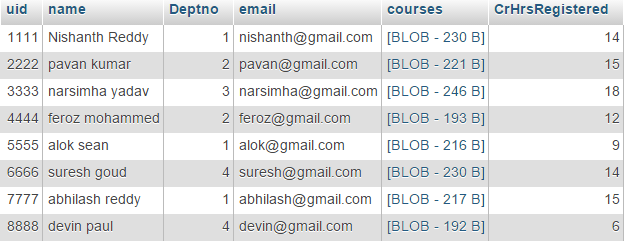 uid name Deptno email courses CrHrsRegistered
1111 Nishanth Reddy 1 nishanth@gmail.com [BLOB - 230 B] 14
2222 pavan kumar 2 pavan@gmail.com [BLOB - 221 B] 15
3333 narsimha yadav 3 narsimha@gmail.com [BLOB - 246 B] 18
4444 feroz mohammed 2 feroz@gmail.com [BLOB - 193 B] 12
5555 alok sean 1 alok@gmail.com [BLOB - 216 B] 9
6666 suresh goud 4 suresh@gmail.com [BLOB - 230 B] 14
7777 abhilash reddy 1 abhilash@gmail.com [BLOB - 217 B] 15
8888 devin paul 4 devin@gmail.com [BLOB - 192 B] 6